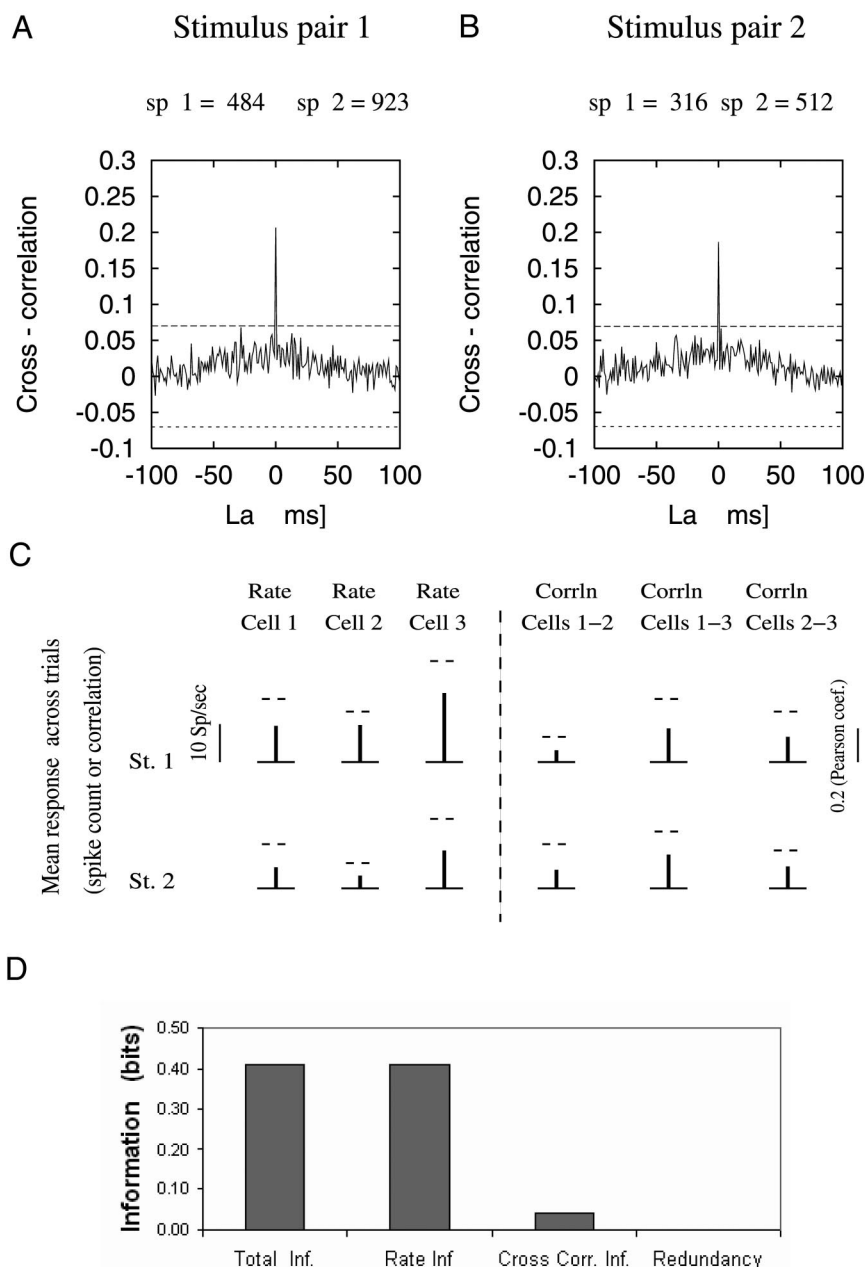 A Stimulus pair 1
sp 1 = 484 sp 2 = 923
0.3
0.25
0.2
0.15
0.1
0.05
0
-0.05
-0.1
Cross - correlation
-100 -50 0 50 100
La ms]
B Stimulus pair 2
sp 1 = 316 sp 2 = 512
0.3
0.25
0.2
0.15
0.1
0.05
0
-0.05
-0.1
Cross - correlation
-100 -50 0 50 100
La ms]
C
Rate Rate Rate Corrln Corrln Corrln
Cell 1 Cell 2 Cell 3 Cells 1–2 Cells 1–3 Cells 2–3
Mean response across trials
(spike count or correlation)
10 Sp/sec
St. 1
0.2 (Pearson coef.)
St. 2
D
Information (bits)
0.50
0.40
0.30
0.20
0.10
0.00
Total Inf. Rate Inf Cross Corr. Inf. Redundancy